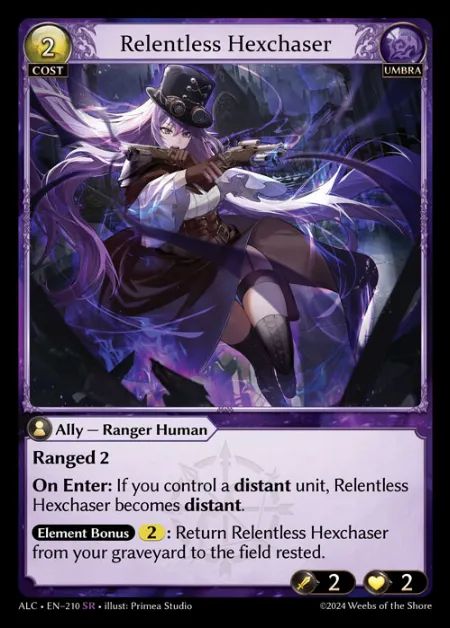 2
COST
Relentless Hexchaser
UMBRA
Ally — Ranger Human
Ranged 2
On Enter: If you control a distant unit, Relentless
Hexchaser becomes distant.
Element Bonus 2 : Return Relentless Hexchaser
from your graveyard to the field rested.
2
2
ALC • EN–210 SR • illust: Primea Studio
©2024 Weebs of the Shore